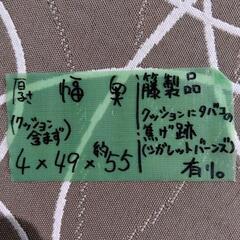 厚さ 幅 奥
(クッション
含まず)
4×49×約55
籐製品
クッションにタバコの
焦げ跡
(シガレットバーンズ)
有り。